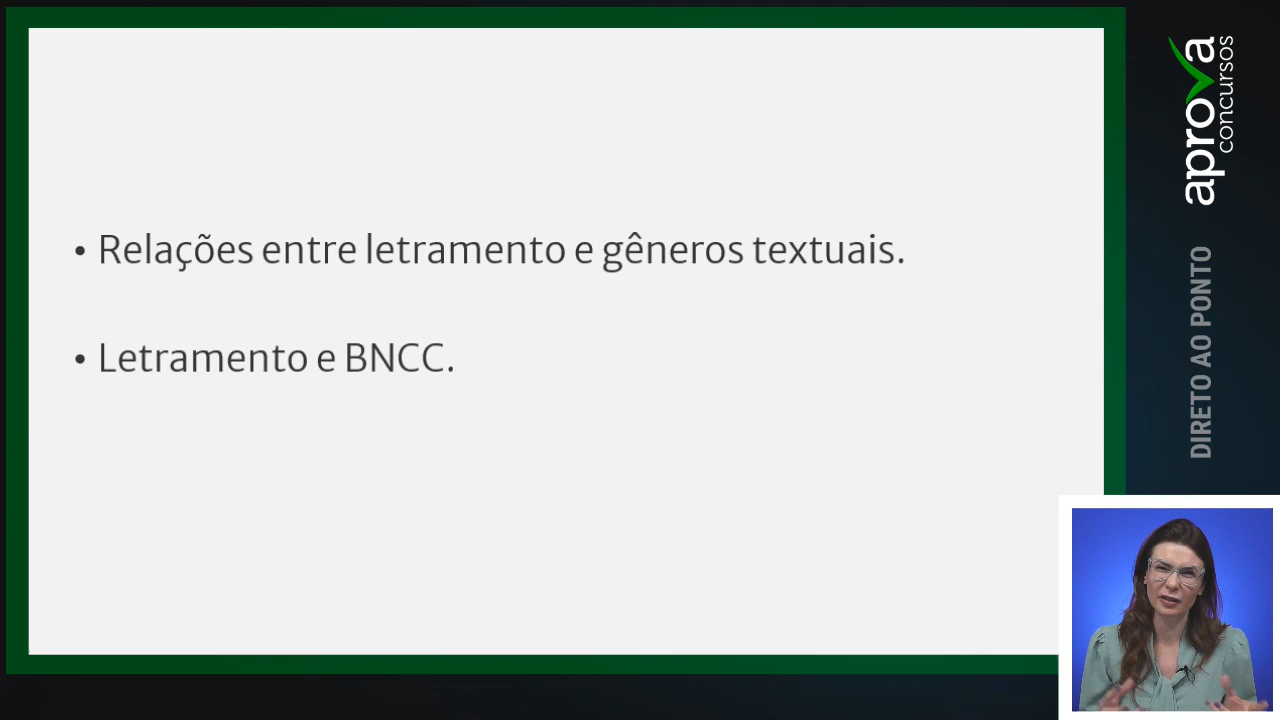 • Relações entre letramento e gêneros textuais.
• Letramento e BNCC.
aprova
concursos
DIRETO AO PONTO